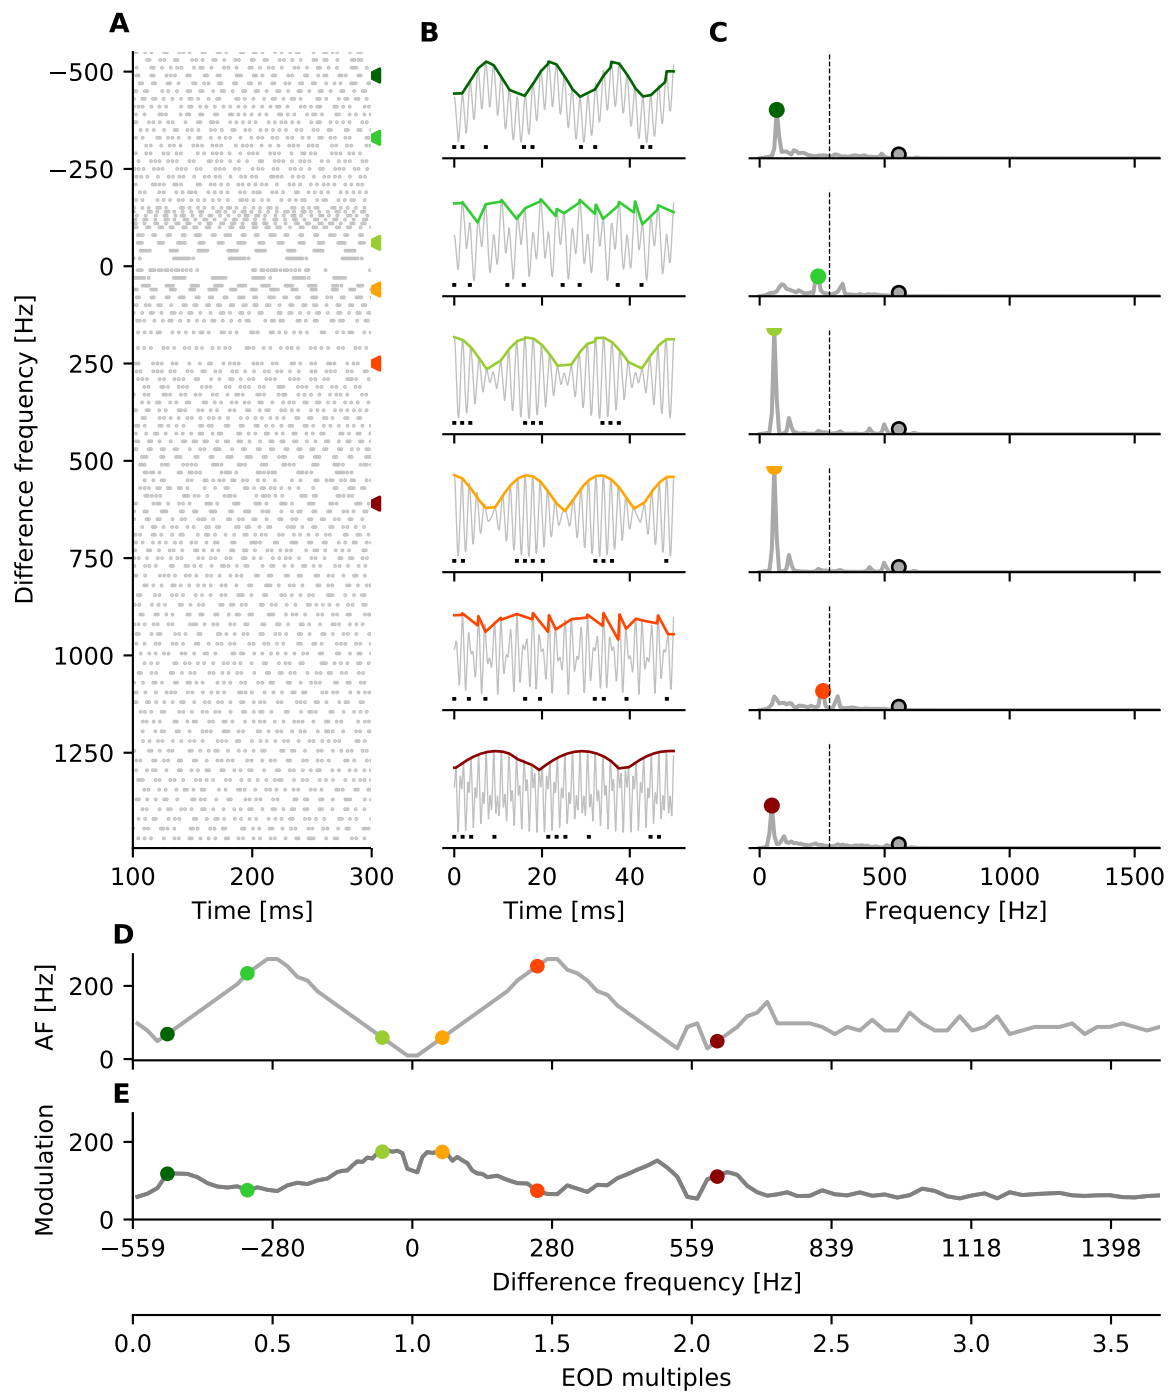 A
B
C
Difference frequency [Hz]
−500
−250
0
250
500
750
1000
1250
100
200
300
Time [ms]
0
20
40
Time [ms]
0
500
1000
1500
Frequency [Hz]
D
AF [Hz]
200
0
E
Modulation
200
0
−559
−280
0
280
559
839
1118
1398
Difference frequency [Hz]
0.0
0.5
1.0
1.5
2.0
2.5
3.0
3.5
EOD multiples